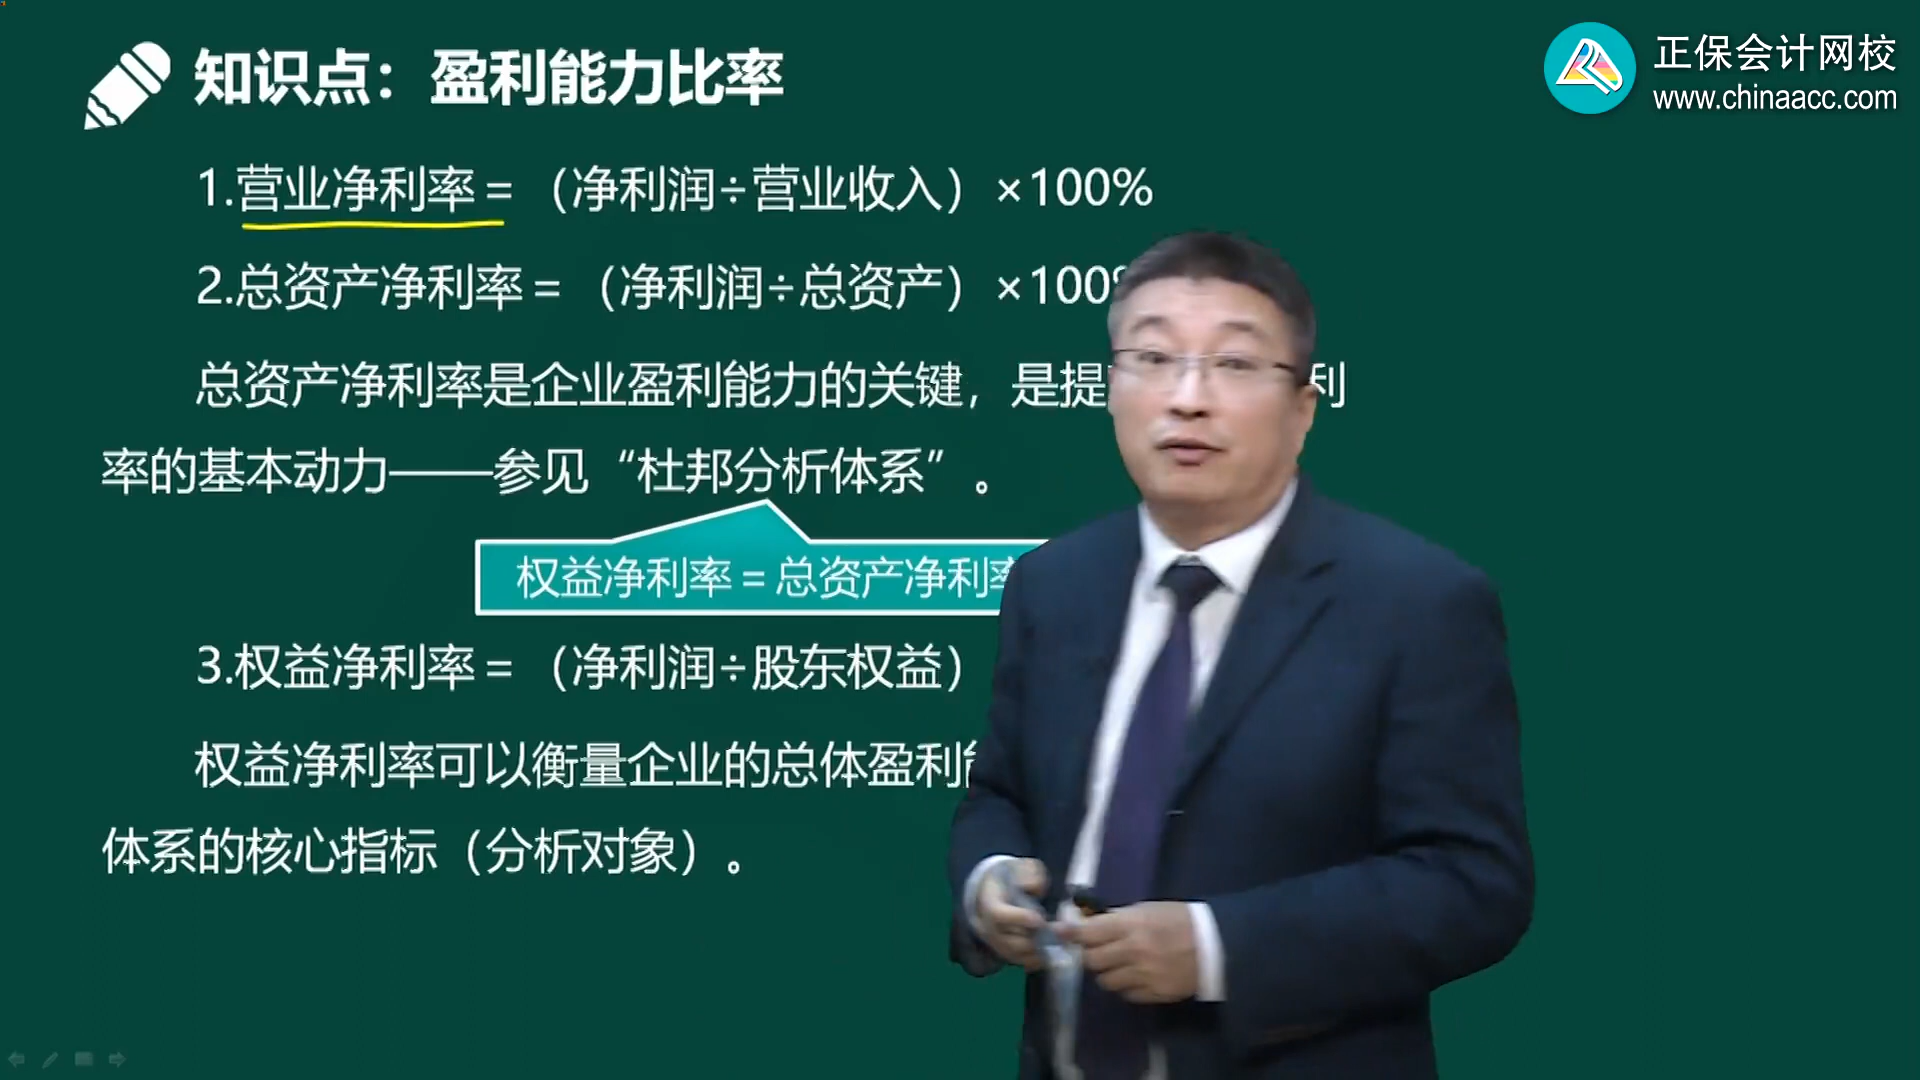 知识点：盈利能力比率
正保会计网校
www.chinaacc.com
1.营业净利率＝（净利润÷营业收入）×100%
2.总资产净利率＝（净利润÷总资产）×100
总资产净利率是企业盈利能力的关键，是提 利
率的基本动力——参见“杜邦分析体系”。
权益净利率＝总资产净利率
3.权益净利率＝（净利润÷股东权益）
权益净利率可以衡量企业的总体盈利
体系的核心指标（分析对象）。